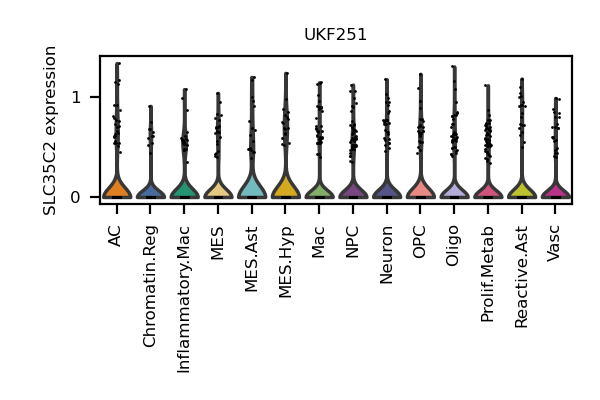 UKF251
SLC35C2 expression
1
0
AC
Chromatin.Reg
Inflammatory.Mac
MES
MES.Ast
MES.Hyp
Mac
NPC
Neuron
OPC
Oligo
Prolif.Metab
Reactive.Ast
Vasc